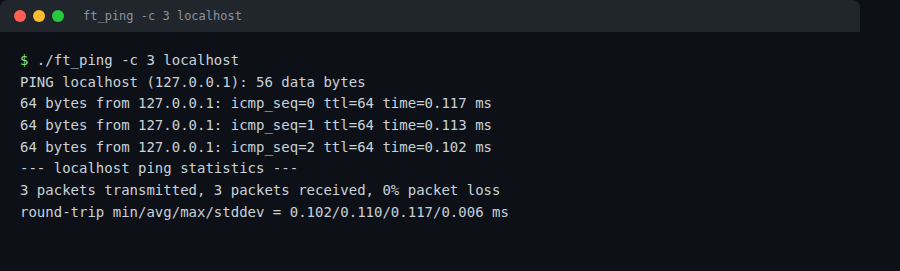 ft_ping -c 3 localhost
$ ./ft_ping -c 3 localhost
PING localhost (127.0.0.1): 56 data bytes
64 bytes from 127.0.0.1: icmp_seq=0 ttl=64 time=0.117 ms
64 bytes from 127.0.0.1: icmp_seq=1 ttl=64 time=0.113 ms
64 bytes from 127.0.0.1: icmp_seq=2 ttl=64 time=0.102 ms
--- localhost ping statistics ---
3 packets transmitted, 3 packets received, 0% packet loss
round-trip min/avg/max/stddev = 0.102/0.110/0.117/0.006 ms